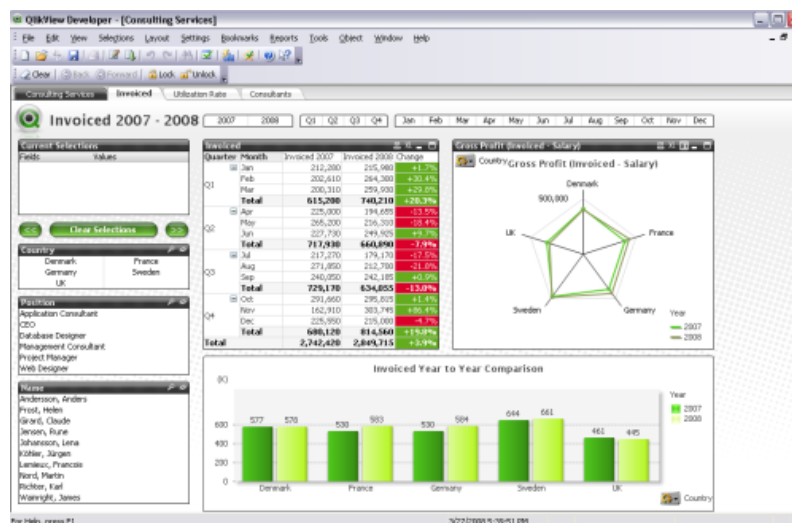 QlikView Developer - [Consulting Services]
File Edit View Selections Layout Settings Bookmarks Reports Tools Object Window Help
Clear Back Forward Lock Unlock
Consulting Services Invoiced Utilization Rate Consultants
Invoiced 2007 - 2008 2007 2008 Q1 Q2 Q3 Q4 Jan Feb Mar Apr May Jun Jul Aug Sep Oct Nov Dec
Current Selections
Fields Values
<< Clear Selections >>
Country
Denmark France
Germany Sweden
UK
Position
Application Consultant
CEO
Database Designer
Management Consultant
Project Manager
Web Designer
Name
Andersson, Anders
Frost, Helen
Girard, Claude
Jensen, Rune
Johansson, Lena
Köhler, Jürgen
Lemieux, Francois
Nord, Martin
Richter, Karl
Wainright, James
Invoiced
Quarter Month Invoiced 2007 Invoiced 2008 Change
Q1
Jan 212,280 215,980 +1.7%
Feb 202,610 264,300 +30.4%
Mar 200,310 259,930 +29.8%
Total 615,200 740,210 +20.3%
Q2
Apr 225,000 194,655 -13.5%
May 265,200 216,310 -18.4%
Jun 227,730 249,925 +9.7%
Total 717,930 660,890 -7.9%
Q3
Jul 217,270 179,170 -17.5%
Aug 271,850 212,700 -21.8%
Sep 240,050 242,185 +0.9%
Total 729,170 634,055 -13.0%
Q4
Oct 291,660 295,815 +1.4%
Nov 162,910 303,745 +86.4%
Dec 225,550 215,000 -4.7%
Total 680,120 814,560 +19.8%
Total 2,742,420 2,849,715 +3.9%
Gross Profit (Invoiced - Salary)
Country Gross Profit (Invoiced - Salary)
Denmark
500,000
UK France
Sweden Germany
Year
2007
2008
Invoiced Year to Year Comparison
(K)
600
400
200
0
577 578 530 583 530 584 644 661 461 445
Denmark France Germany Sweden UK
Year
2007
2008
Country
For Help, press F1 3/27/2008 5:39:51 PM